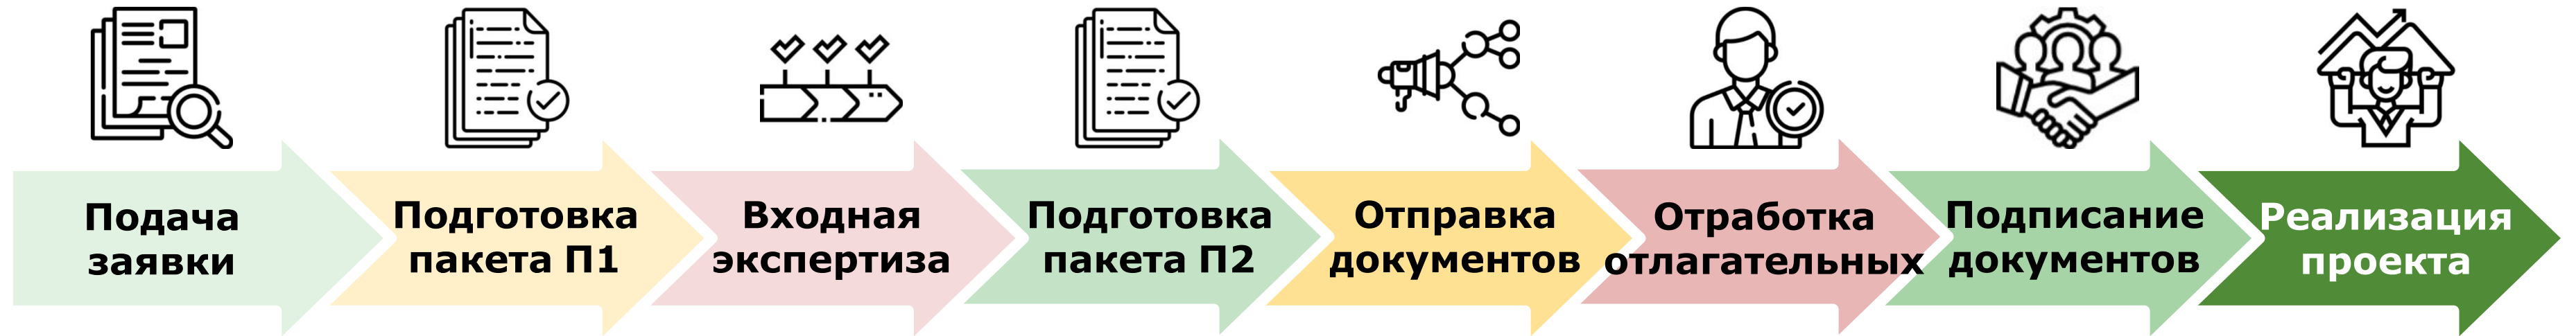 Подача
заявки
Подготовка
пакета П1
Входная
экспертиза
Подготовка
пакета П2
Отправка
документов
Отработка
отлагательных
Подписание
документов
Реализация
проекта